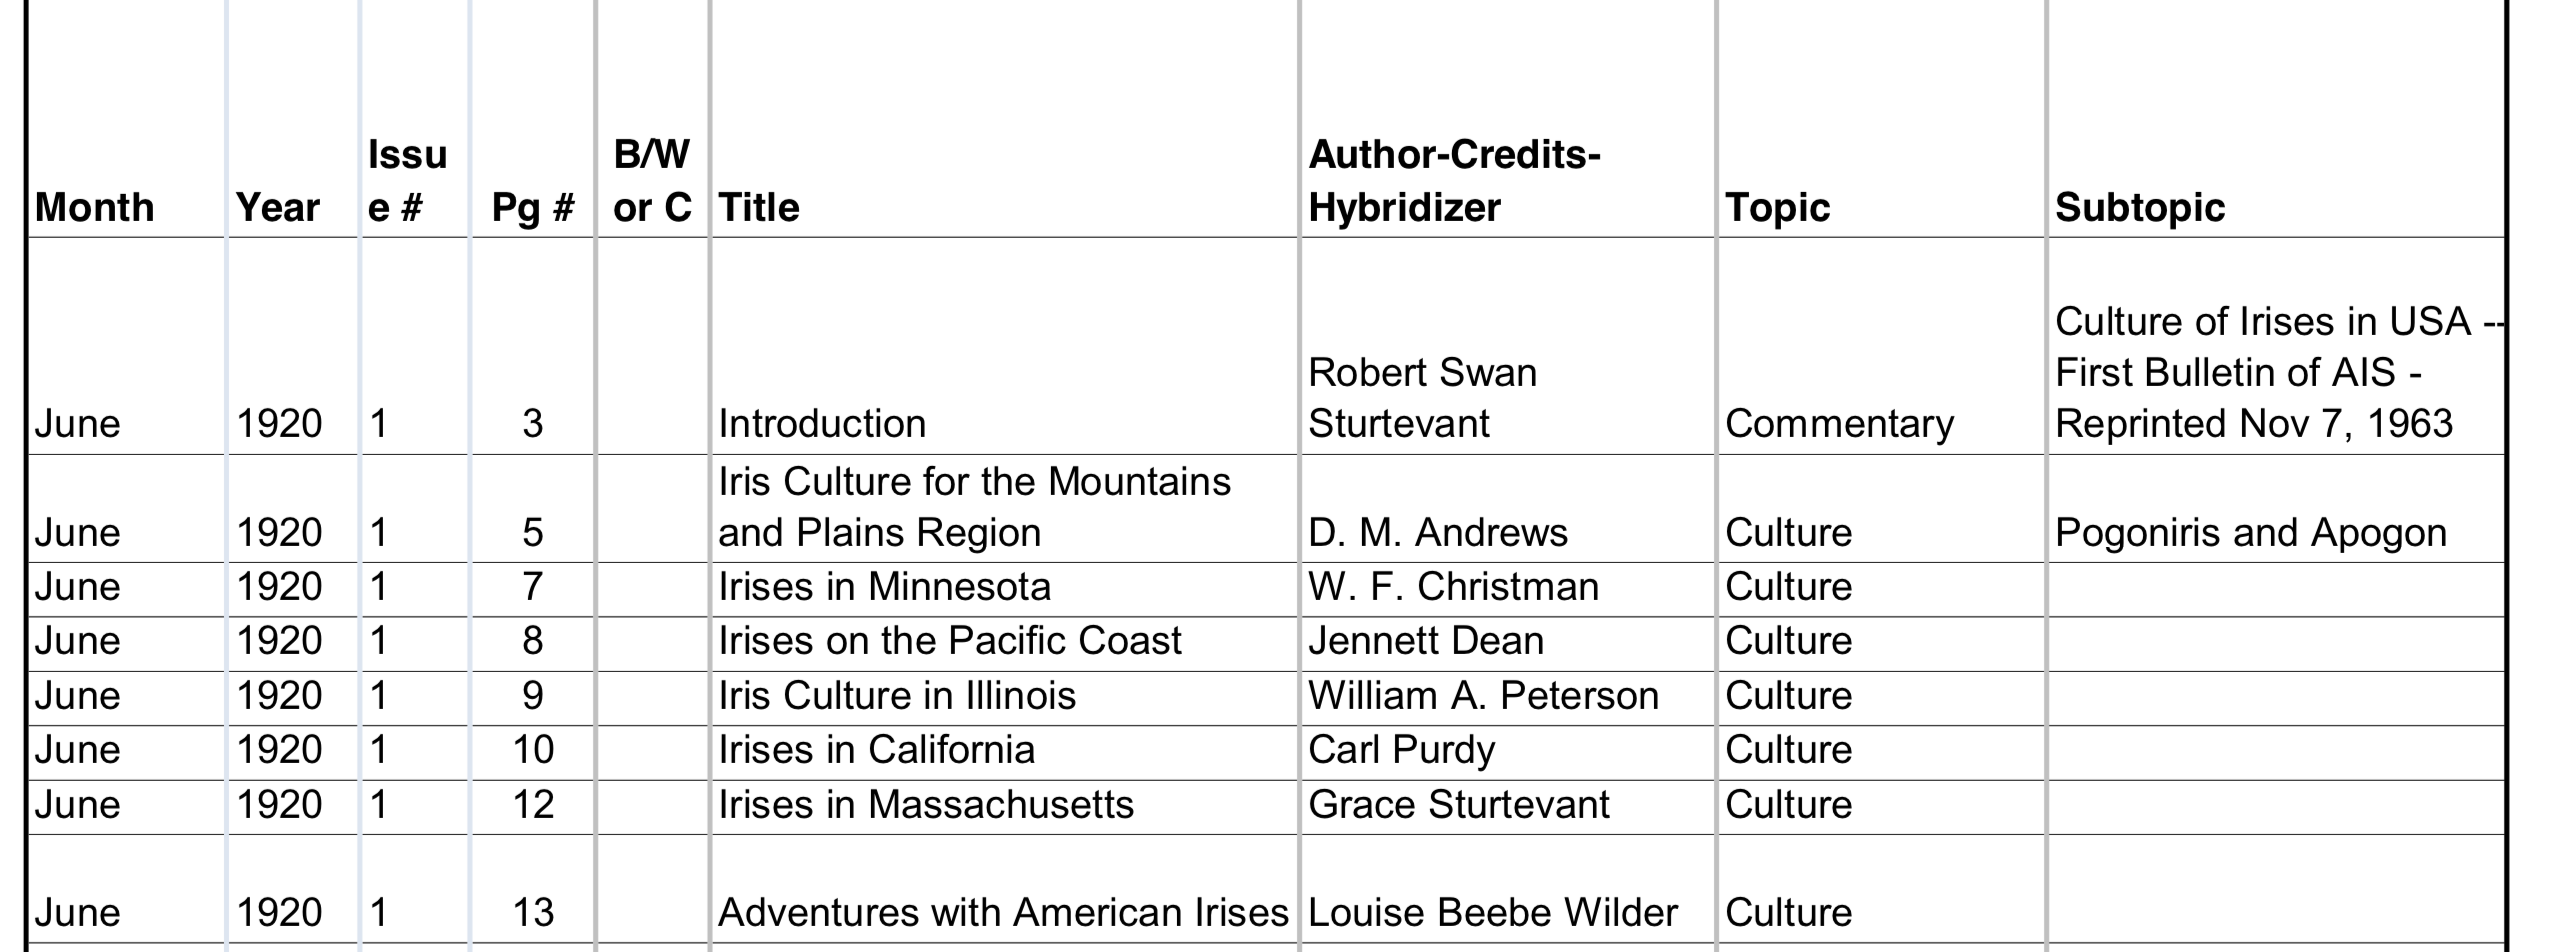 Month Year Issu e # Pg # B/W or C Title Author-Credits- Hybridizer Topic Subtopic
June 1920 1 3 Introduction Robert Swan Sturtevant Commentary Culture of Irises in USA -- First Bulletin of AIS - Reprinted Nov 7, 1963
June 1920 1 5 Iris Culture for the Mountains and Plains Region D. M. Andrews Culture Pogoniris and Apogon
June 1920 1 7 Irises in Minnesota W. F. Christman Culture
June 1920 1 8 Irises on the Pacific Coast Jennett Dean Culture
June 1920 1 9 Iris Culture in Illinois William A. Peterson Culture
June 1920 1 10 Irises in California Carl Purdy Culture
June 1920 1 12 Irises in Massachusetts Grace Sturtevant Culture
June 1920 1 13 Adventures with American Irises Louise Beebe Wilder Culture